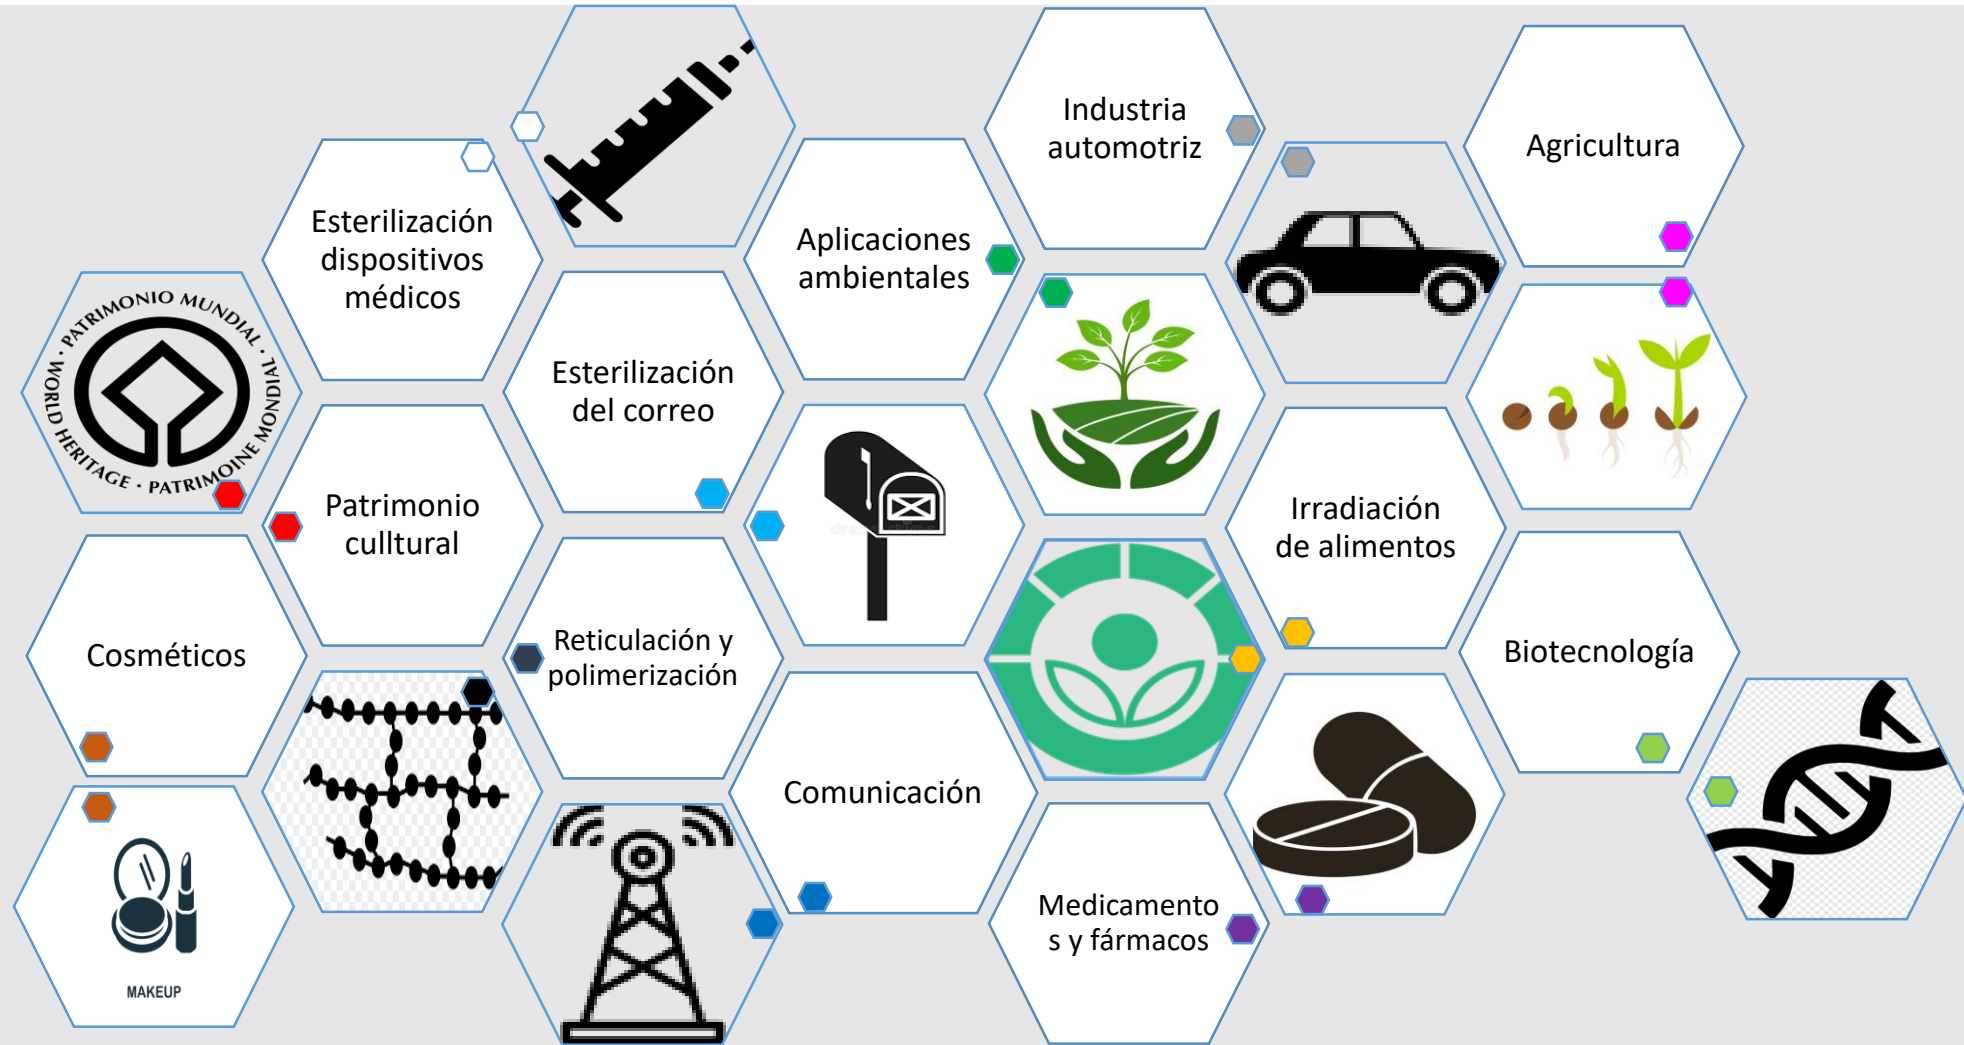 Industria
automotriz
Agricultura
Esterilización
dispositivos
médicos
Aplicaciones
ambientales
PATRIMONIO MUNDIAL · WORLD HERITAGE · PATRIMOINE MONDIAL ·
Esterilización
del correo
Patrimonio
culltural
Irradiación
de alimentos
Cosméticos
Reticulación y
polimerización
Biotecnología
Comunicación
Medicamento
s y fármacos
MAKEUP